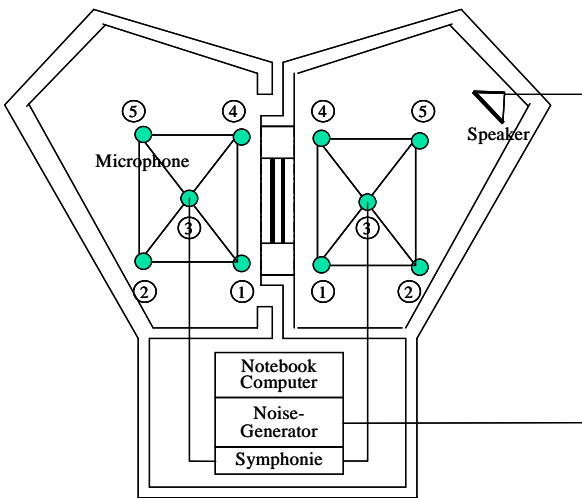 ⑤ ④ ④ ⑤
Speaker
Microphone
③ ③
② ① ① ②
Notebook
Computer
Noise-
Generator
Symphonie